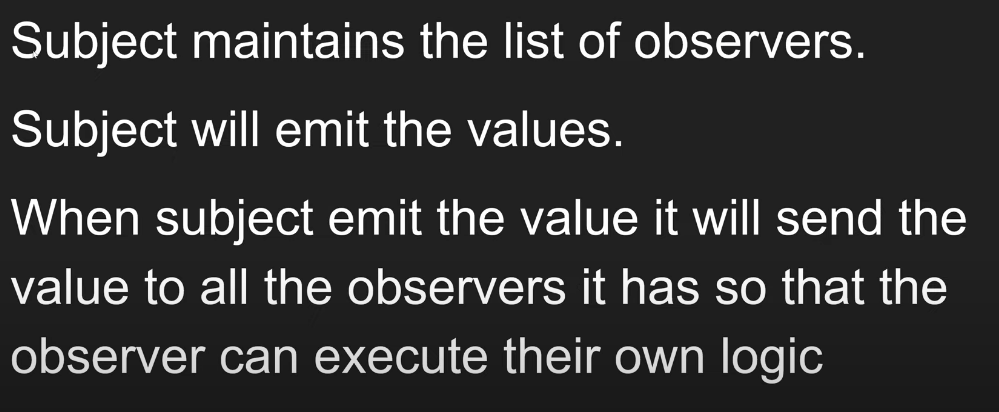 Subject maintains the list of observers.
Subject will emit the values.
When subject emit the value it will send the
value to all the observers it has so that the
observer can execute their own logic